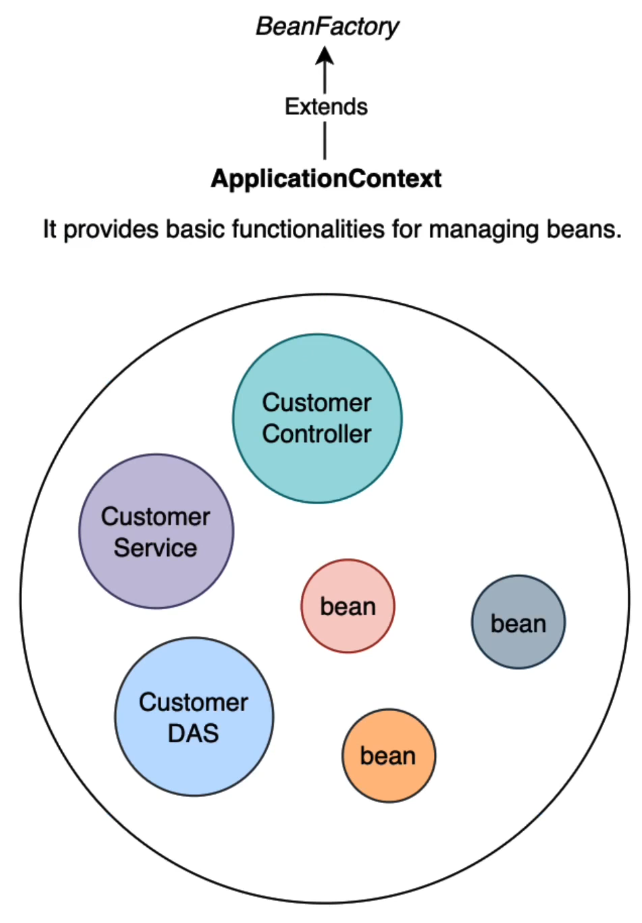 BeanFactory
Extends
ApplicationContext
It provides basic functionalities for managing beans.
Customer
Controller
Customer
Service
bean
bean
Customer
DAS
bean